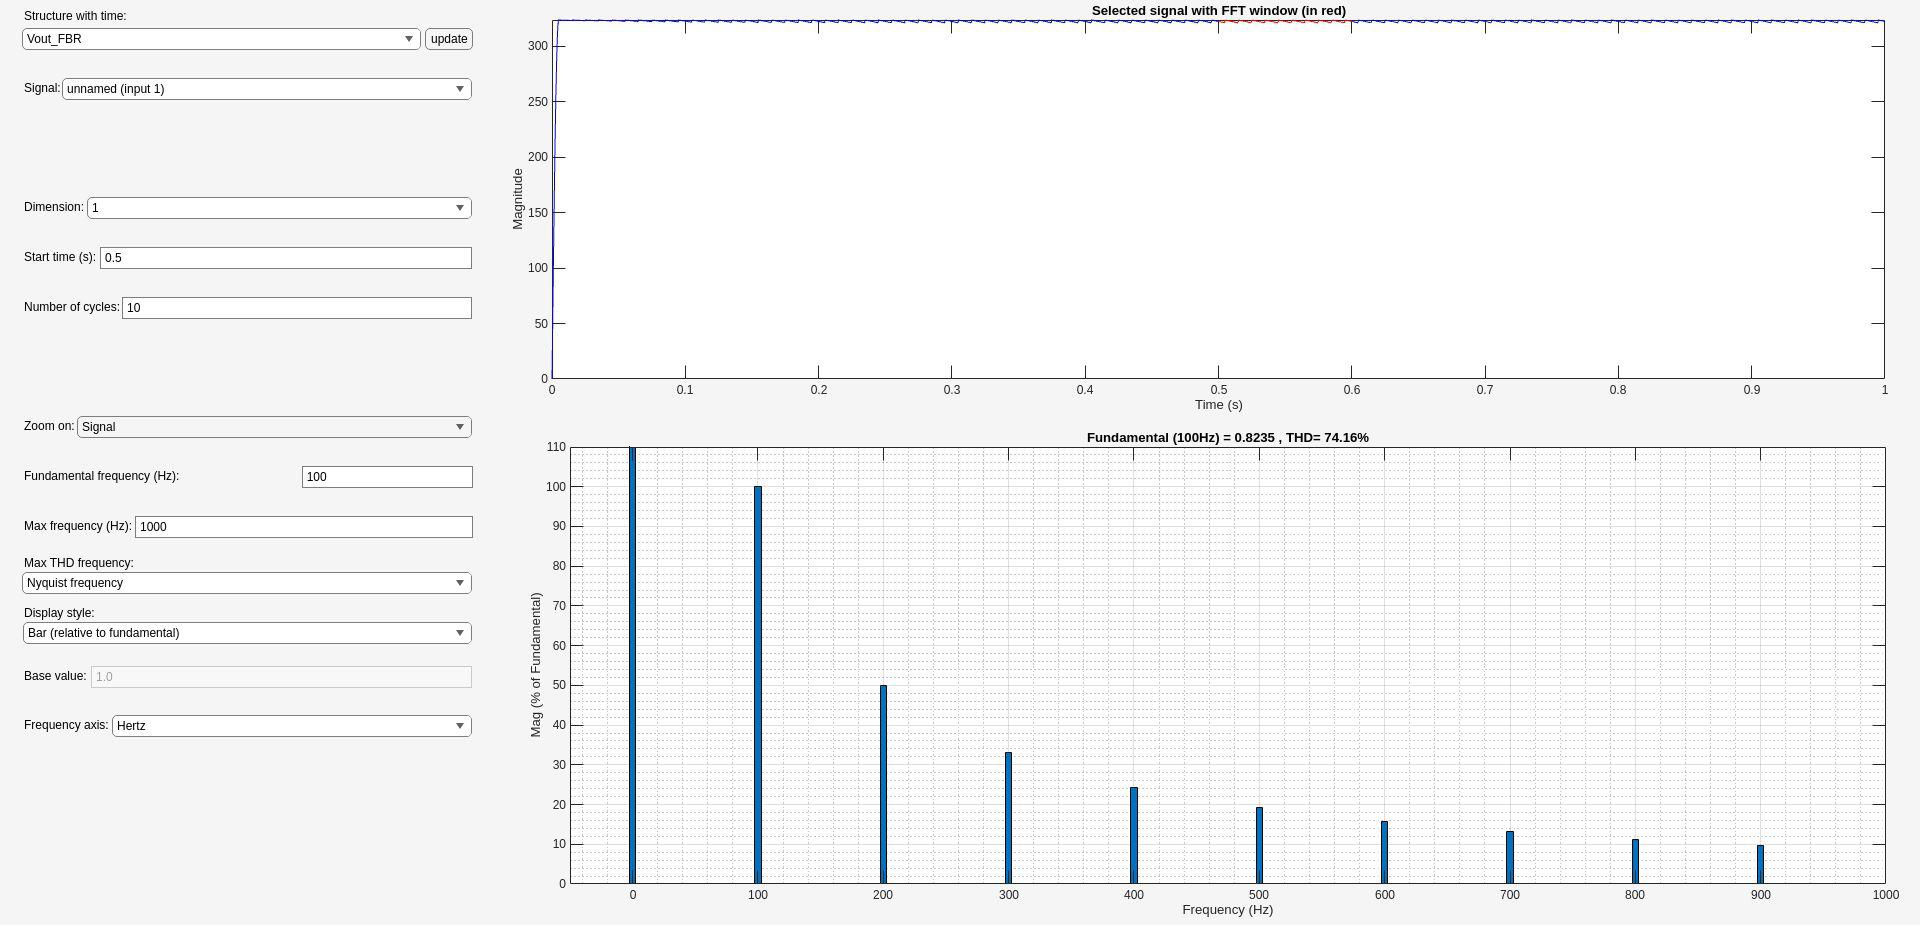 Structure with time:
Vout_FBR
update
Signal:
unnamed (input 1)
Dimension:
1
Start time (s):
0.5
Number of cycles:
10
Zoom on:
Signal
Fundamental frequency (Hz):
100
Max frequency (Hz):
1000
Max THD frequency:
Nyquist frequency
Display style:
Bar (relative to fundamental)
Base value:
1.0
Frequency axis:
Hertz
Selected signal with FFT window (in red)
Magnitude
300
250
200
150
100
50
0
0 0.1 0.2 0.3 0.4 0.5 0.6 0.7 0.8 0.9 1
Time (s)
Fundamental (100Hz) = 0.8235 , THD= 74.16%
Mag (% of Fundamental)
110
100
90
80
70
60
50
40
30
20
10
0
0 100 200 300 400 500 600 700 800 900 1000
Frequency (Hz)